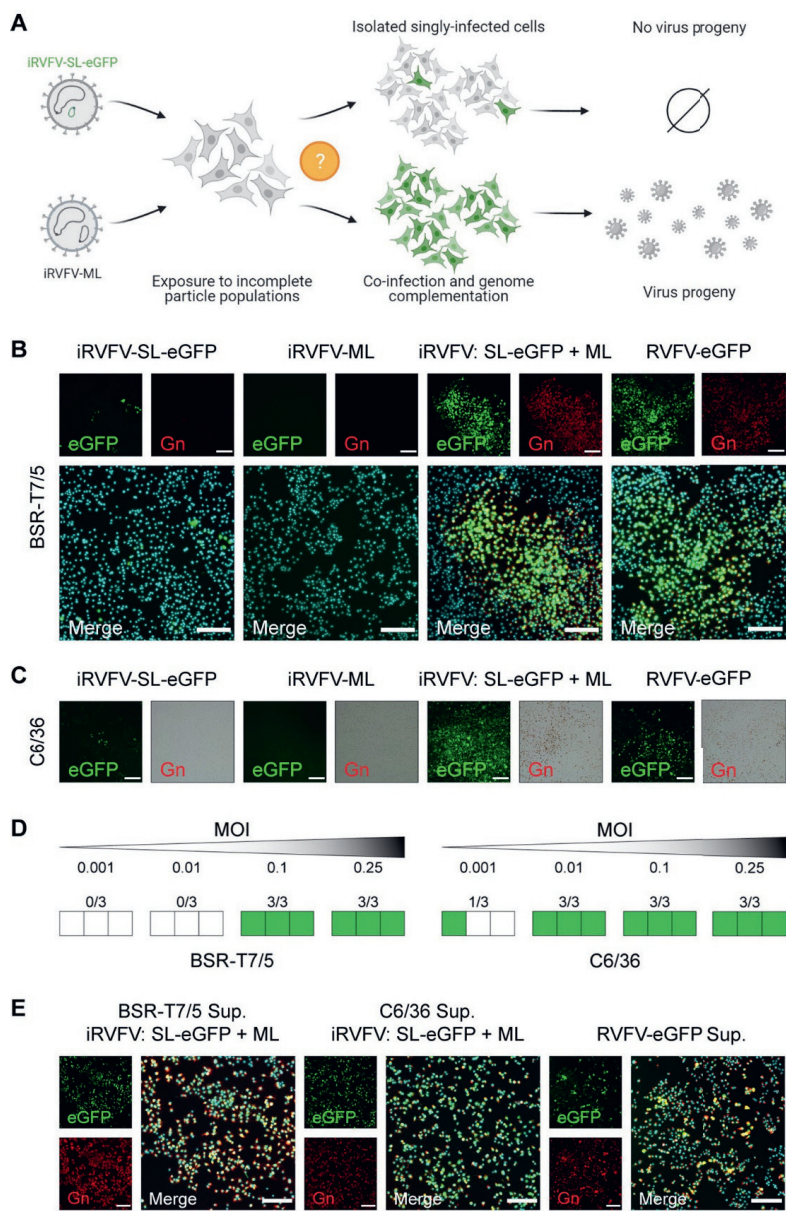 A
iRVFV-SL-eGFP
Isolated singly-infected cells
No virus progeny
?
iRVFV-ML
Exposure to incomplete
particle populations
Co-infection and genome
complementation
Virus progeny
B
iRVFV-SL-eGFP iRVFV-ML iRVFV: SL-eGFP + ML RVFV-eGFP
eGFP Gn eGFP Gn eGFP Gn eGFP Gn
BSR-T7/5
Merge Merge Merge Merge
C
iRVFV-SL-eGFP iRVFV-ML iRVFV: SL-eGFP + ML RVFV-eGFP
C6/36
eGFP Gn eGFP Gn eGFP Gn eGFP Gn
D
MOI MOI
0.001 0.01 0.1 0.25 0.001 0.01 0.1 0.25
0/3 0/3 3/3 3/3 1/3 3/3 3/3 3/3
BSR-T7/5 C6/36
E
BSR-T7/5 Sup. C6/36 Sup.
iRVFV: SL-eGFP + ML iRVFV: SL-eGFP + ML RVFV-eGFP Sup.
eGFP eGFP eGFP
Gn Merge Gn Merge Gn Merge